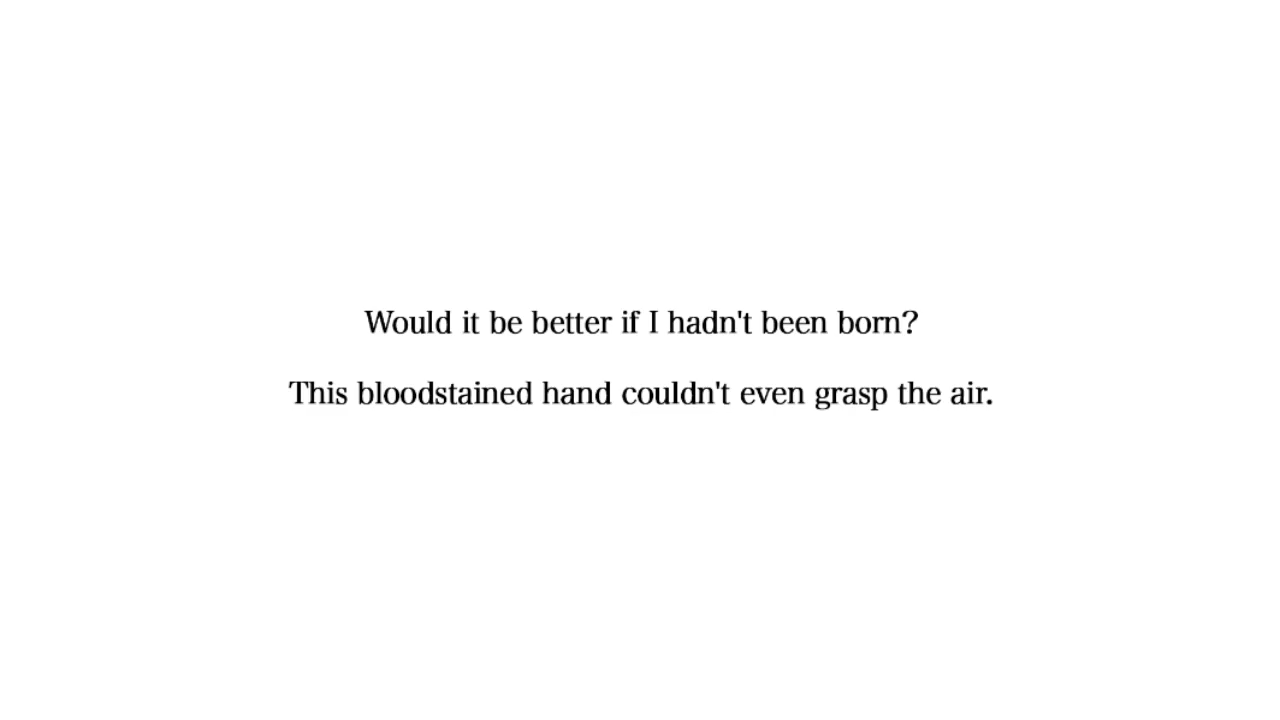 Would it be better if I hadn't been born?
This bloodstained hand couldn't even grasp the air.